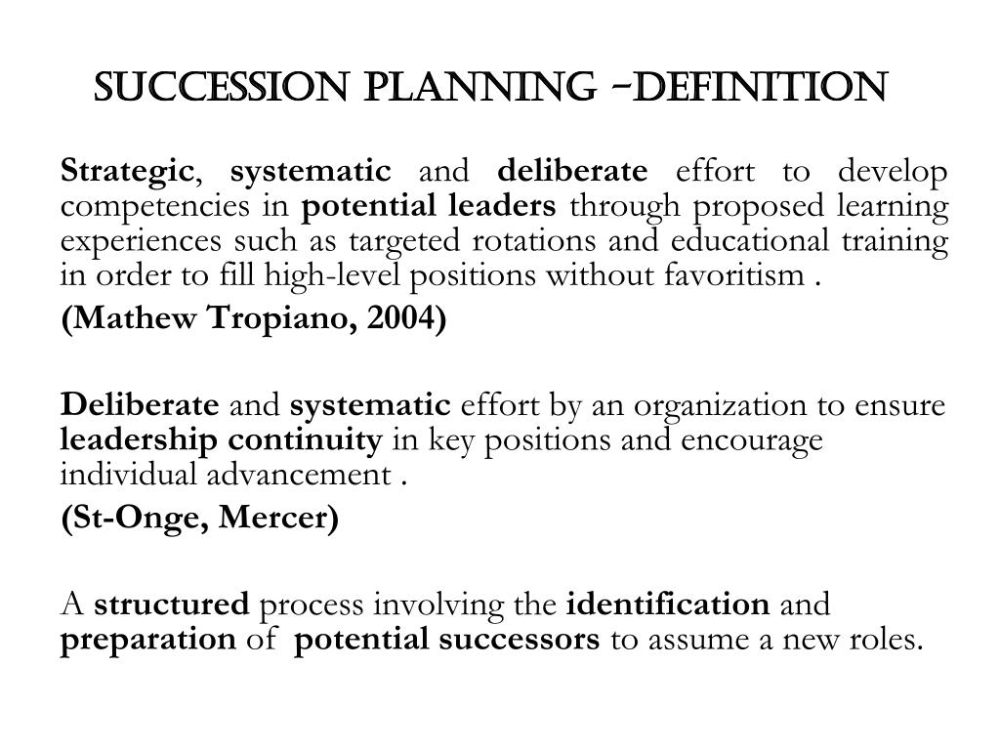 SUCCESSION PLANNING -DEFINITION
Strategic, systematic and deliberate effort to develop
competencies in potential leaders through proposed learning
experiences such as targeted rotations and educational training
in order to fill high-level positions without favoritism .
(Mathew Tropiano, 2004)
Deliberate and systematic effort by an organization to ensure
leadership continuity in key positions and encourage
individual advancement .
(St-Onge, Mercer)
A structured process involving the identification and
preparation of potential successors to assume a new roles.